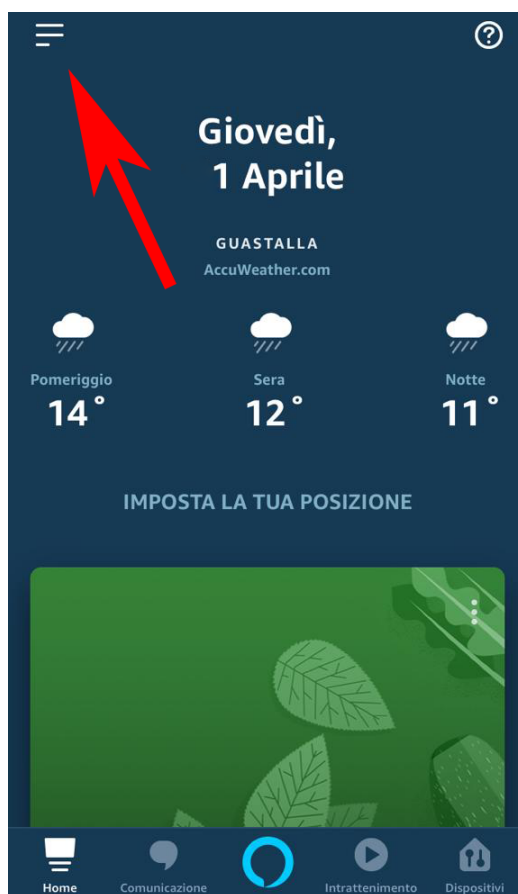 Giovedì,
1 Aprile
GUASTALLA
AccuWeather.com
Pomeriggio Sera Notte
14° 12° 11°
IMPOSTA LA TUA POSIZIONE
Home Comunicazione Intrattenimento Dispositivi